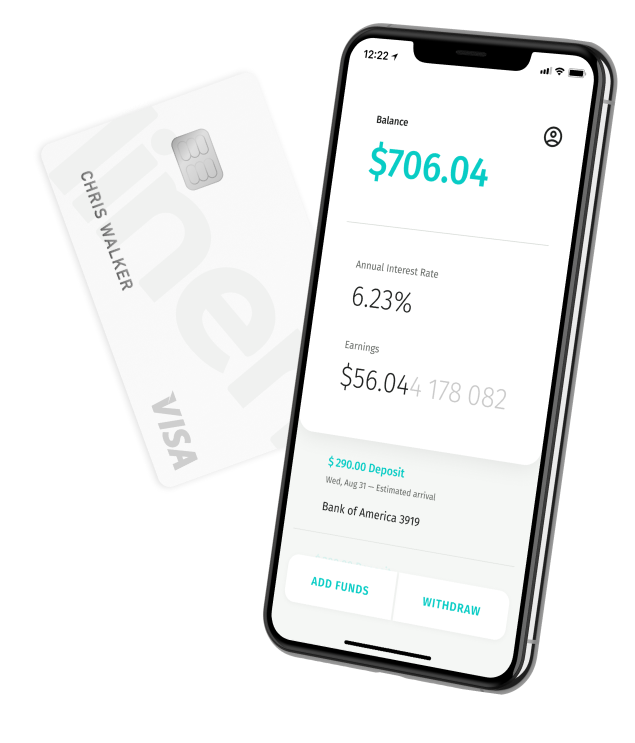 12:22
Balance
$706.04
Annual Interest Rate
6.23%
Earnings
$56.044 178 082
$ 290.00 Deposit
Wed, Aug 31 — Estimated arrival
Bank of America 3919
ADD FUNDS
WITHDRAW
liner
CHRIS WALKER
VISA